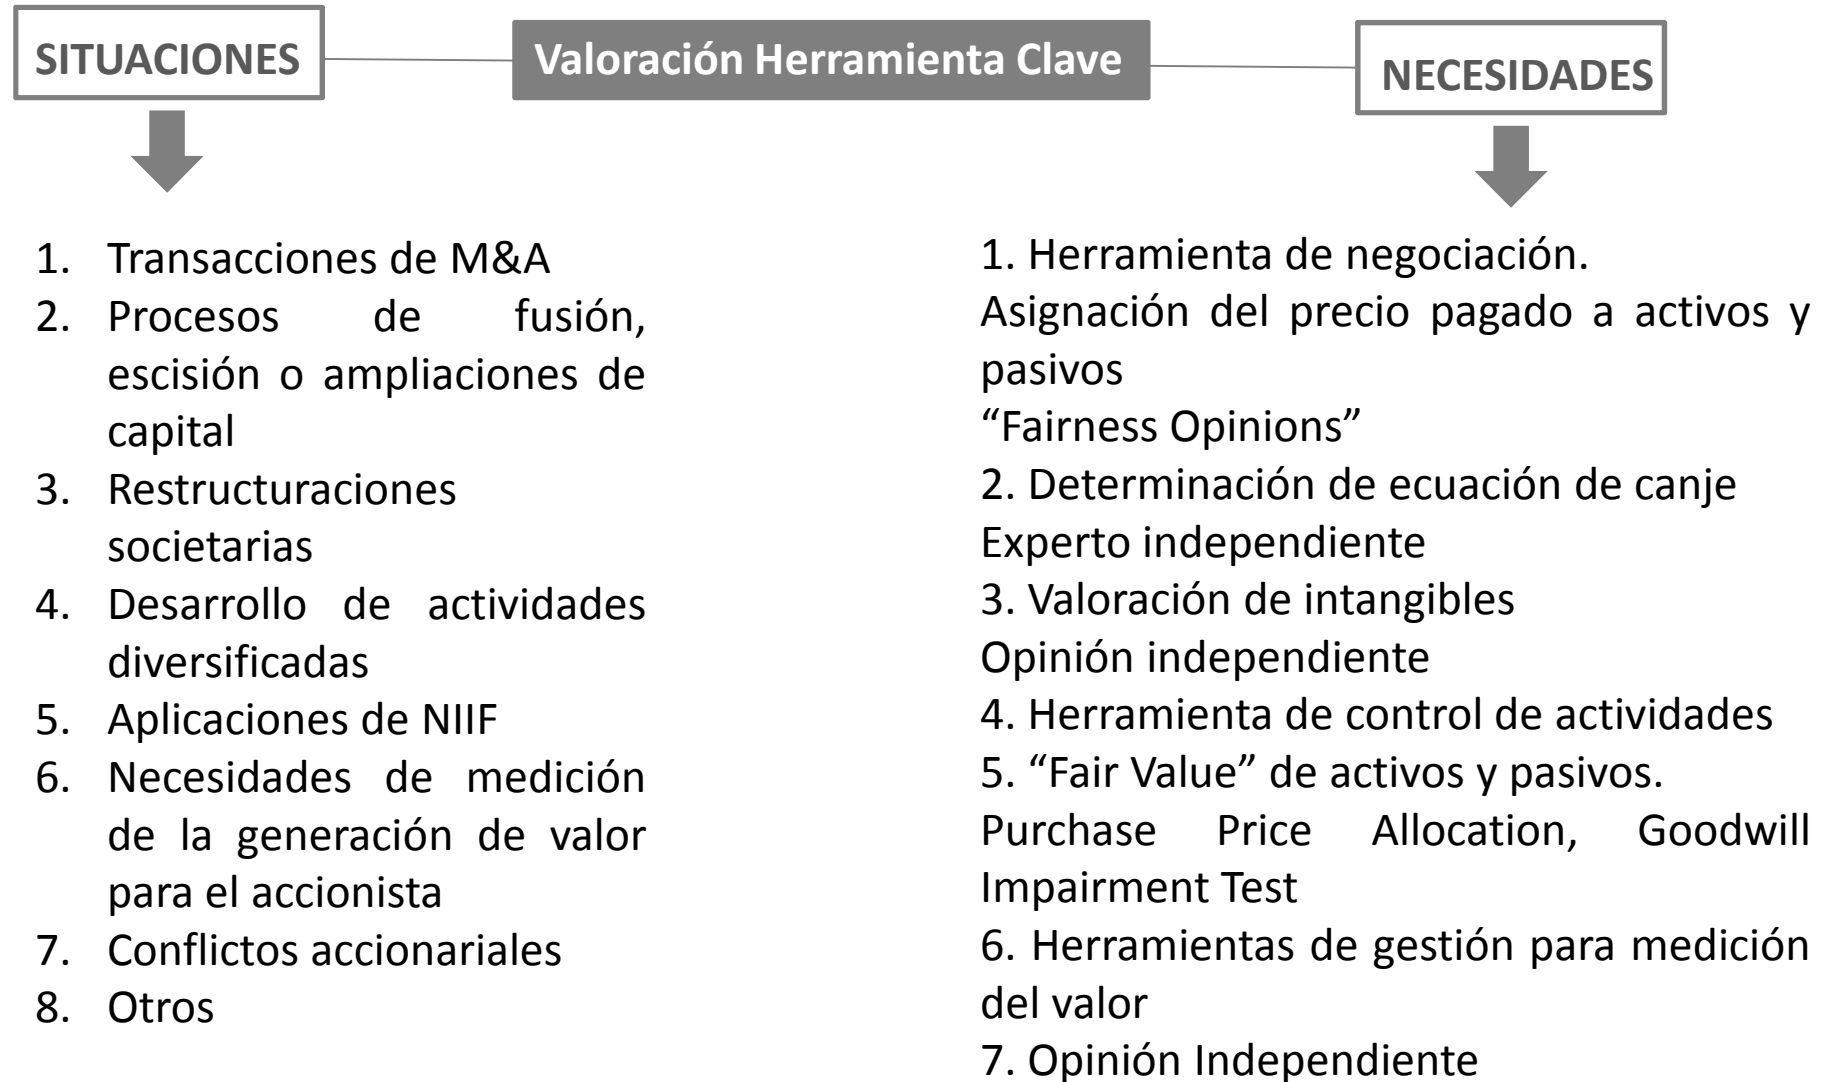 SITUACIONES
Valoración Herramienta Clave
NECESIDADES
1. Transacciones de M&A
2. Procesos de fusión,
escisión o ampliaciones de
capital
3. Restructuraciones
societarias
4. Desarrollo de actividades
diversificadas
5. Aplicaciones de NIIF
6. Necesidades de medición
de la generación de valor
para el accionista
7. Conflictos accionariales
8. Otros
1. Herramienta de negociación.
Asignación del precio pagado a activos y
pasivos
“Fairness Opinions”
2. Determinación de ecuación de canje
Experto independiente
3. Valoración de intangibles
Opinión independiente
4. Herramienta de control de actividades
5. “Fair Value” de activos y pasivos.
Purchase Price Allocation, Goodwill
Impairment Test
6. Herramientas de gestión para medición
del valor
7. Opinión Independiente